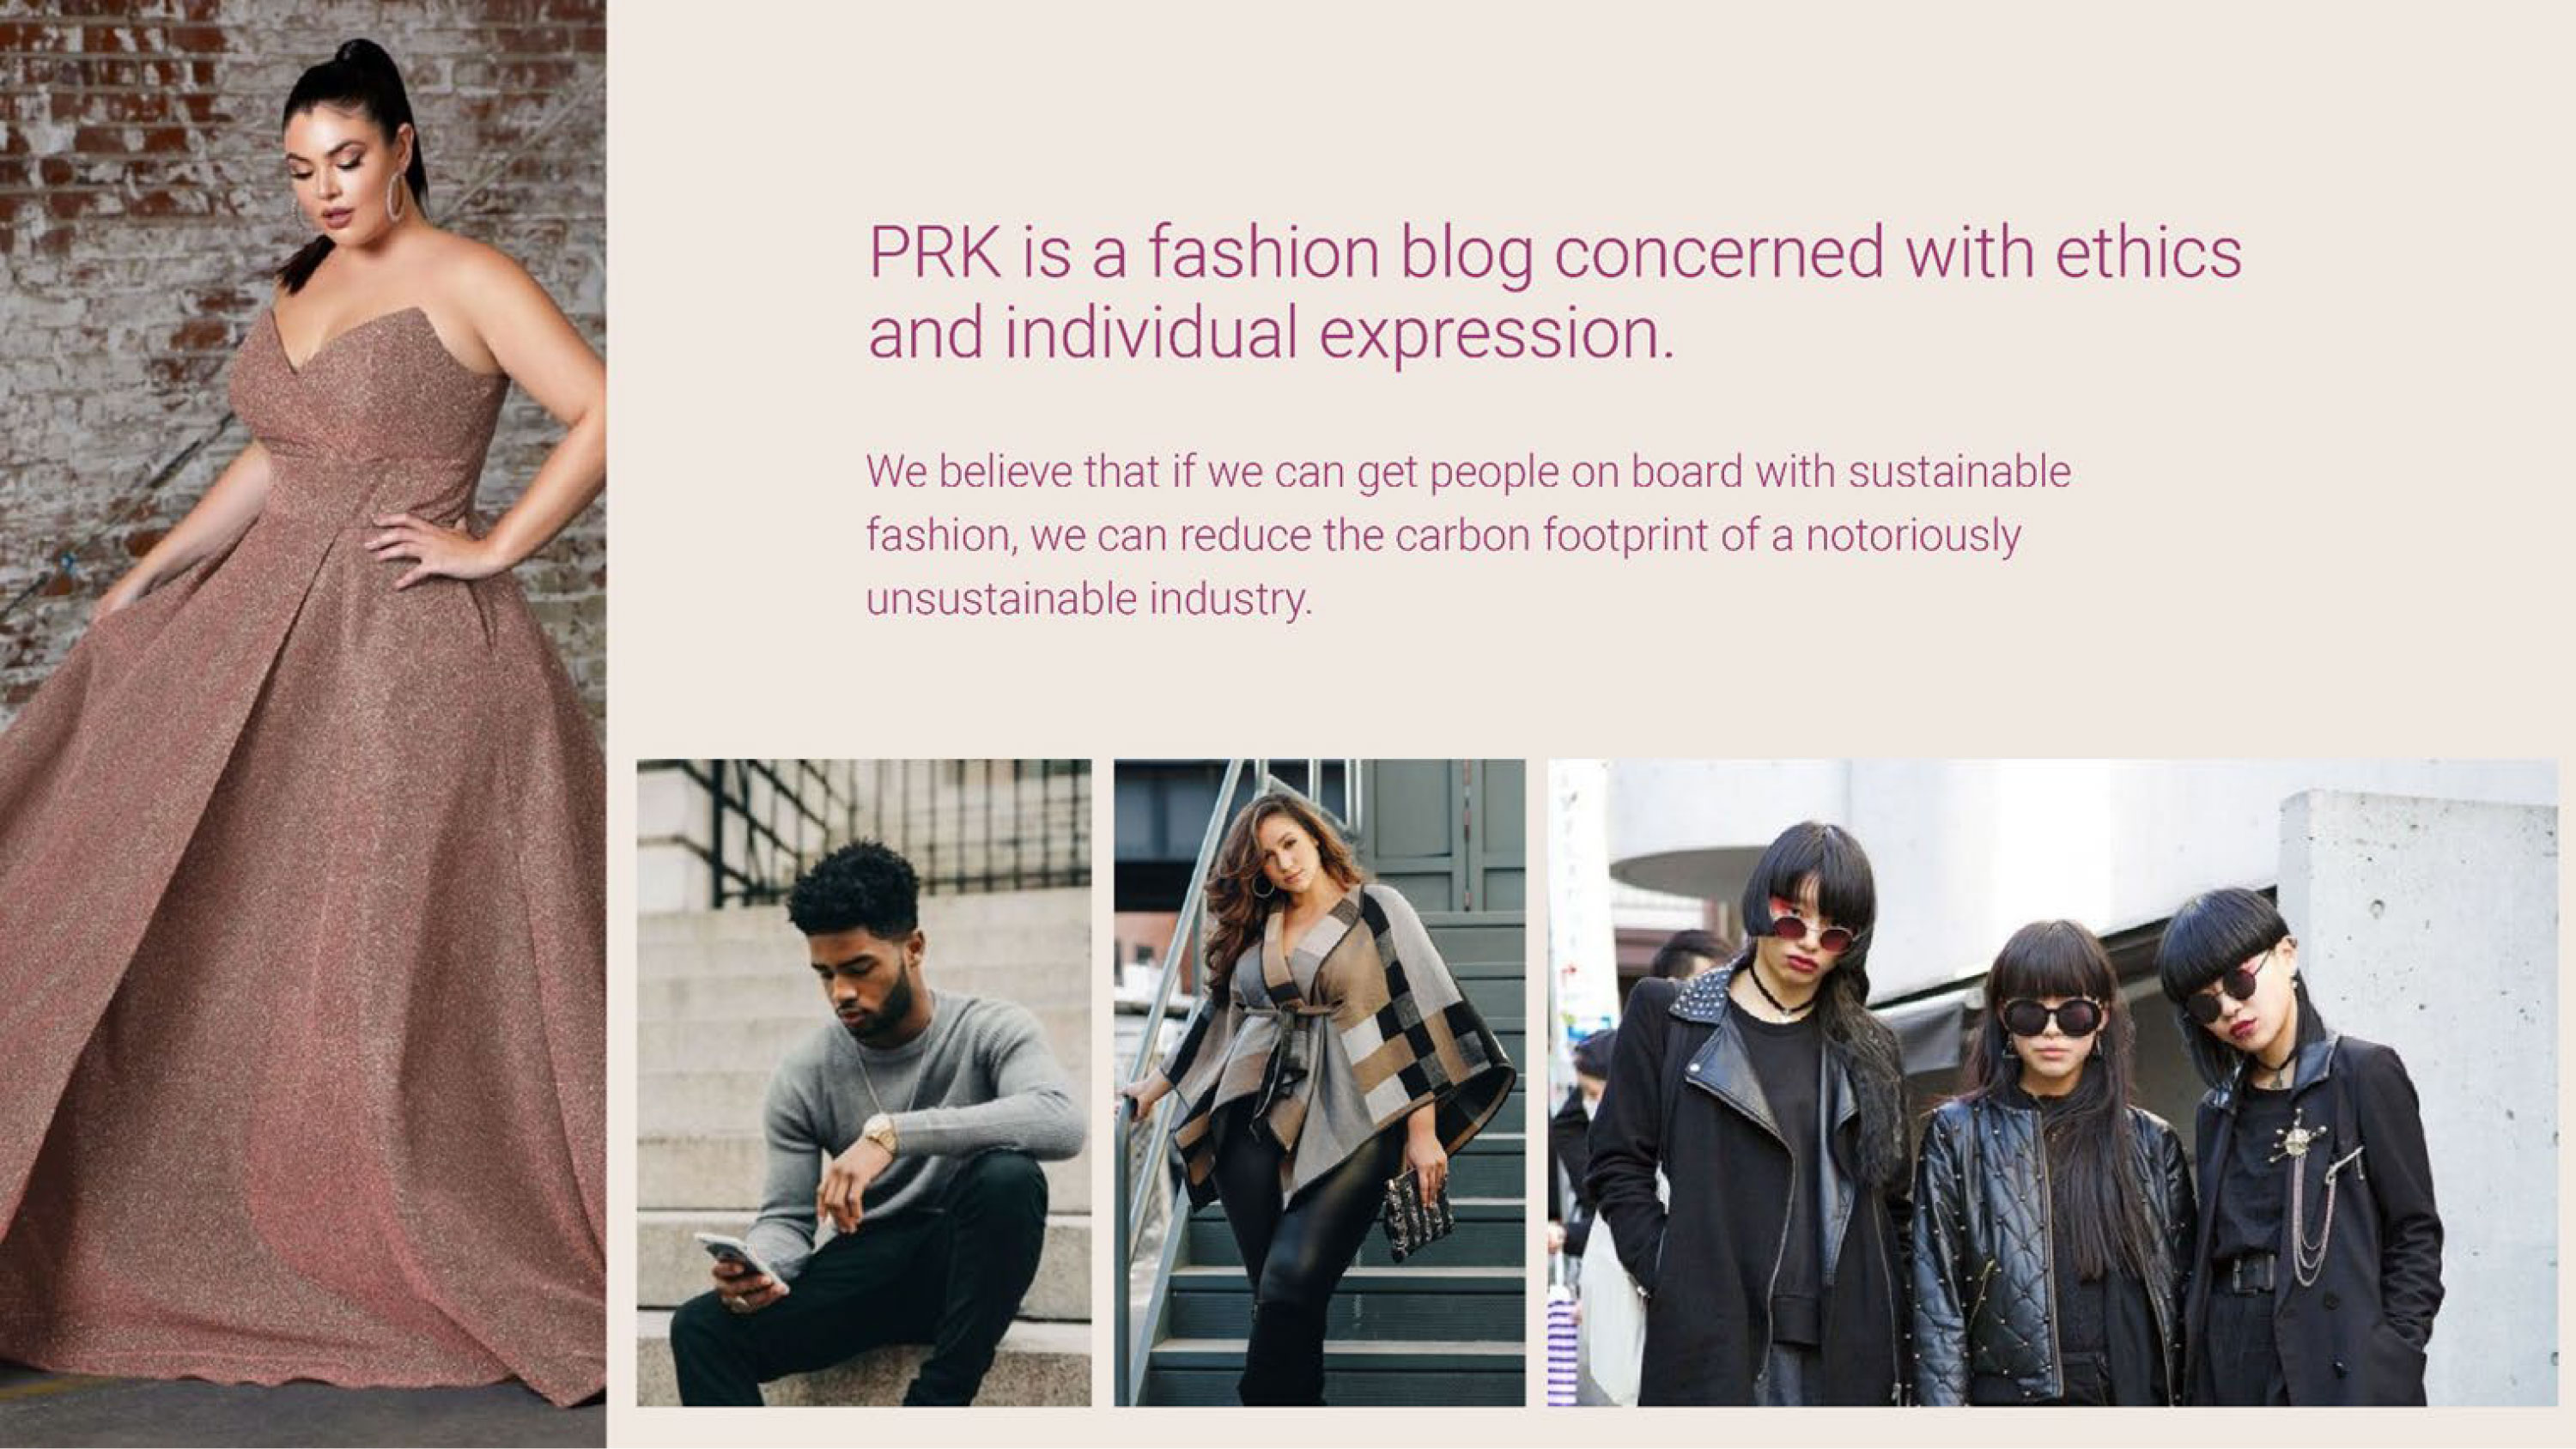 PRK is a fashion blog concerned with ethics
and individual expression.
We believe that if we can get people on board with sustainable
fashion, we can reduce the carbon footprint of a notoriously
unsustainable industry.